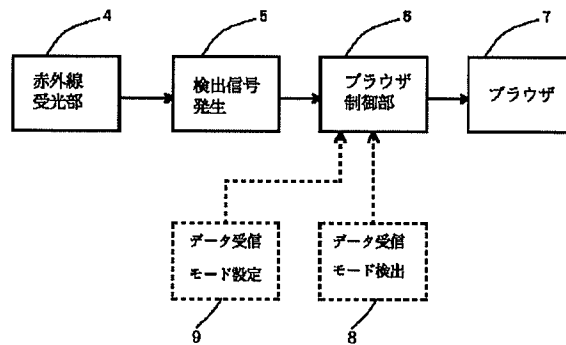 4
5
6
7
赤外線
受光部
検出信号
発生
ブラウザ
制御部
ブラウザ
データ受信
モード設定
データ受信
モード検出
9
8